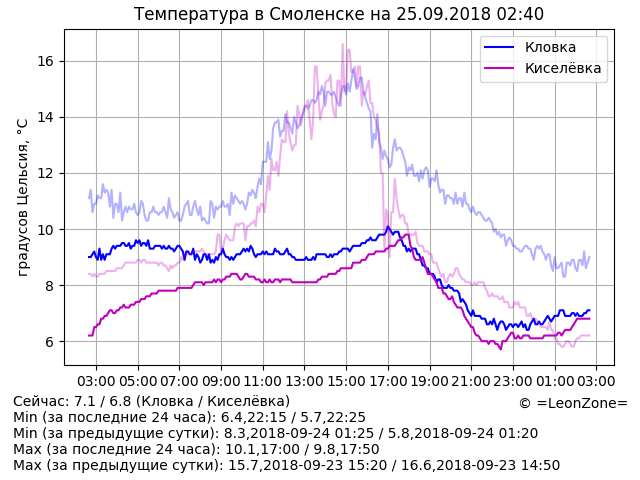 Температура в Смоленске на 25.09.2018 02:40
градусов Цельсия, °C
16
14
12
10
8
6
Кловка
Киселёвка
03:00 05:00 07:00 09:00 11:00 13:00 15:00 17:00 19:00 21:00 23:00 01:00 03:00
Сейчас: 7.1 / 6.8 (Кловка / Киселёвка)
© =LeonZone=
Min (за последние 24 часа): 6.4,22:15 / 5.7,22:25
Min (за предыдущие сутки): 8.3,2018-09-24 01:25 / 5.8,2018-09-24 01:20
Max (за последние 24 часа): 10.1,17:00 / 9.8,17:50
Max (за предыдущие сутки): 15.7,2018-09-23 15:20 / 16.6,2018-09-23 14:50